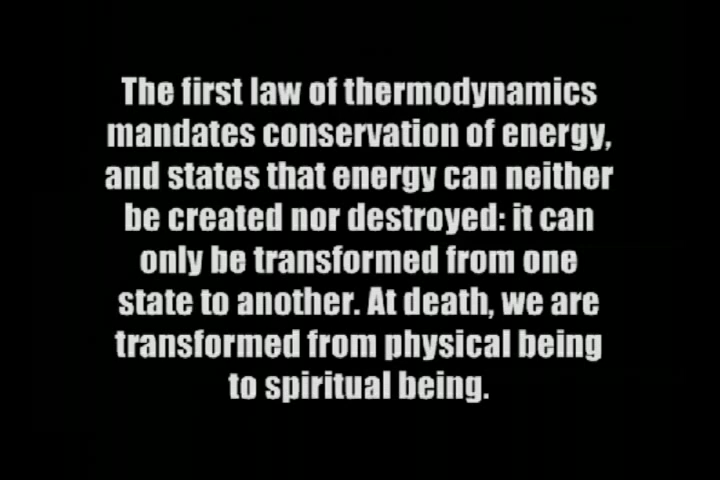 The first law of thermodynamics
mandates conservation of energy,
and states that energy can neither
be created nor destroyed: it can
only be transformed from one
state to another. At death, we are
transformed from physical being
to spiritual being.